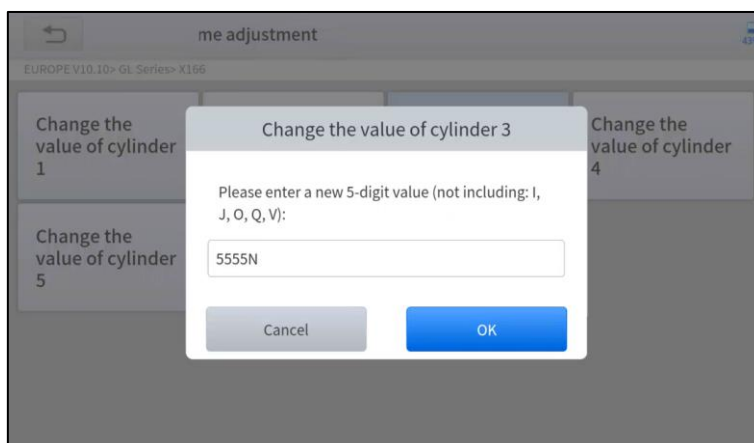 me adjustment
EUROPE V10.10> GL Series> X166
Change the
value of cylinder
1
Change the
value of cylinder
4
Change the
value of cylinder
5
Change the value of cylinder 3
Please enter a new 5-digit value (not including: I,
J, O, Q, V):
5555N
Cancel
OK